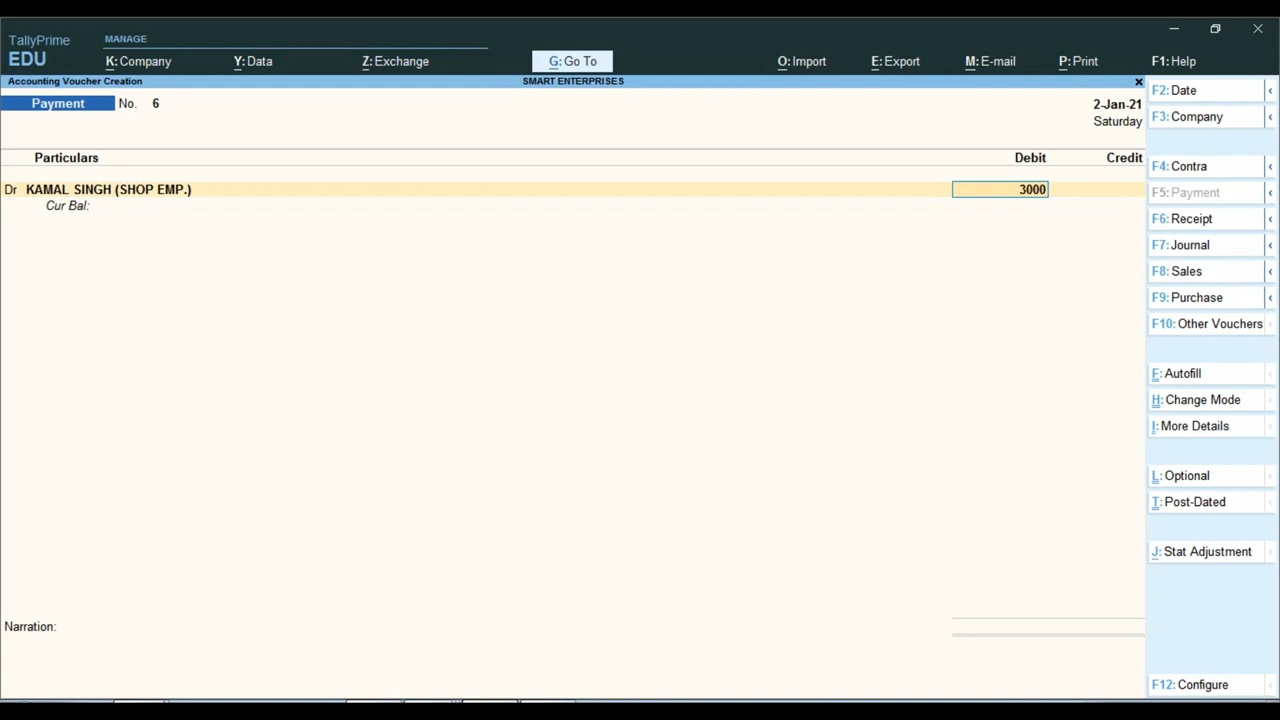 TallyPrime
EDU
MANAGE
K: Company
Y: Data
Z: Exchange
G: Go To
O: Import
E: Export
M: E-mail
P: Print
F1: Help
Accounting Voucher Creation
SMART ENTERPRISES
Payment No. 6
2-Jan-21
Saturday
Particulars
Debit
Credit
Dr KAMAL SINGH (SHOP EMP.) 3000
Cur Bal:
Narration:
F2: Date
F3: Company
F4: Contra
F5: Payment
F6: Receipt
F7: Journal
F8: Sales
F9: Purchase
F10: Other Vouchers
F: Autofill
H: Change Mode
I: More Details
L: Optional
T: Post-Dated
J: Stat Adjustment
F12: Configure